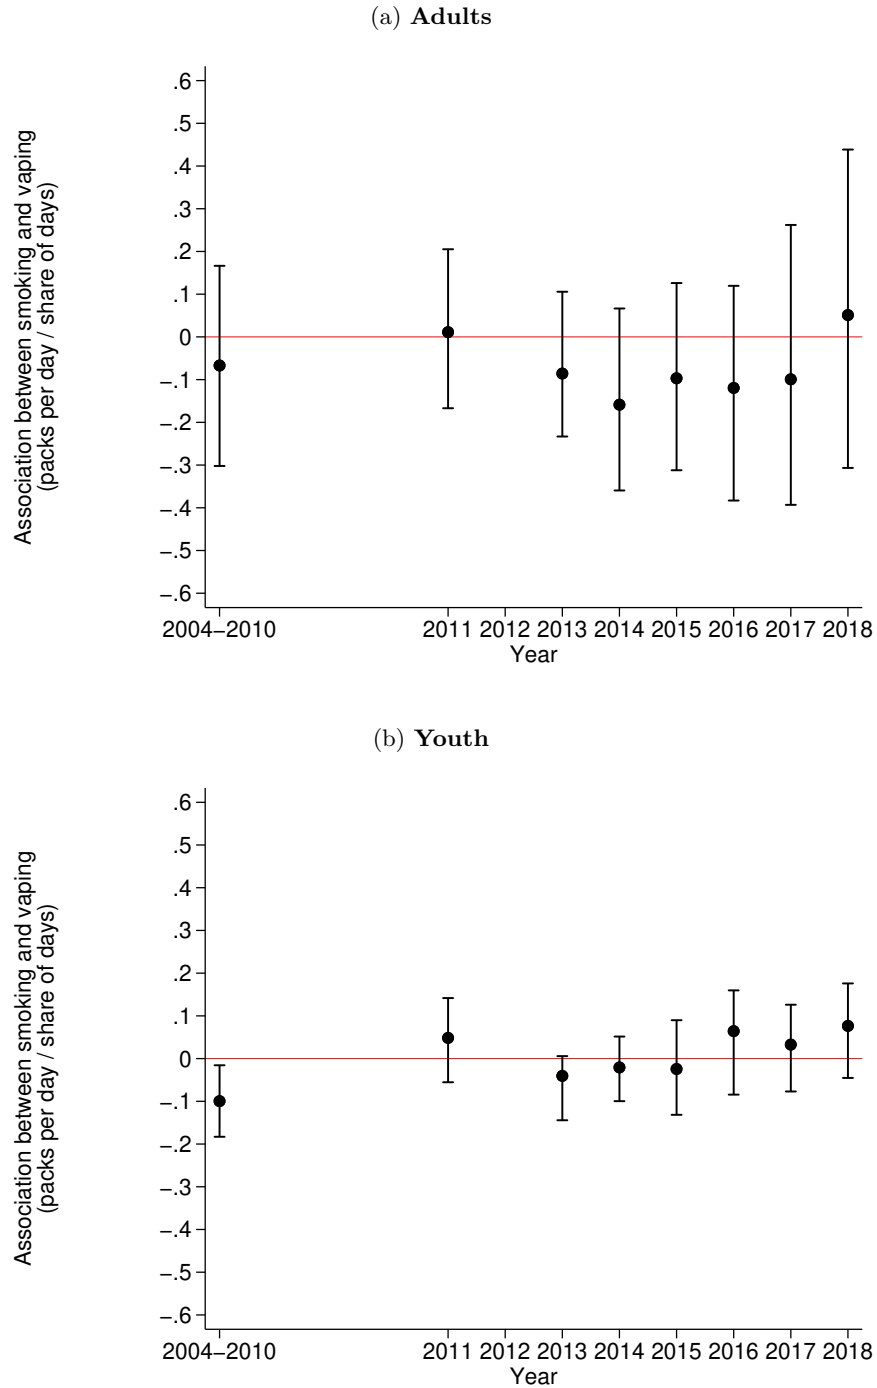 (a) Adults
Association between smoking and vaping
(packs per day / share of days)
.6
.5
.4
.3
.2
.1
0
−.1
−.2
−.3
−.4
−.5
−.6
2004−2010 2011 2012 2013 2014 2015 2016 2017 2018
Year
(b) Youth
Association between smoking and vaping
(packs per day / share of days)
.6
.5
.4
.3
.2
.1
0
−.1
−.2
−.3
−.4
−.5
−.6
2004−2010 2011 2012 2013 2014 2015 2016 2017 2018
Year